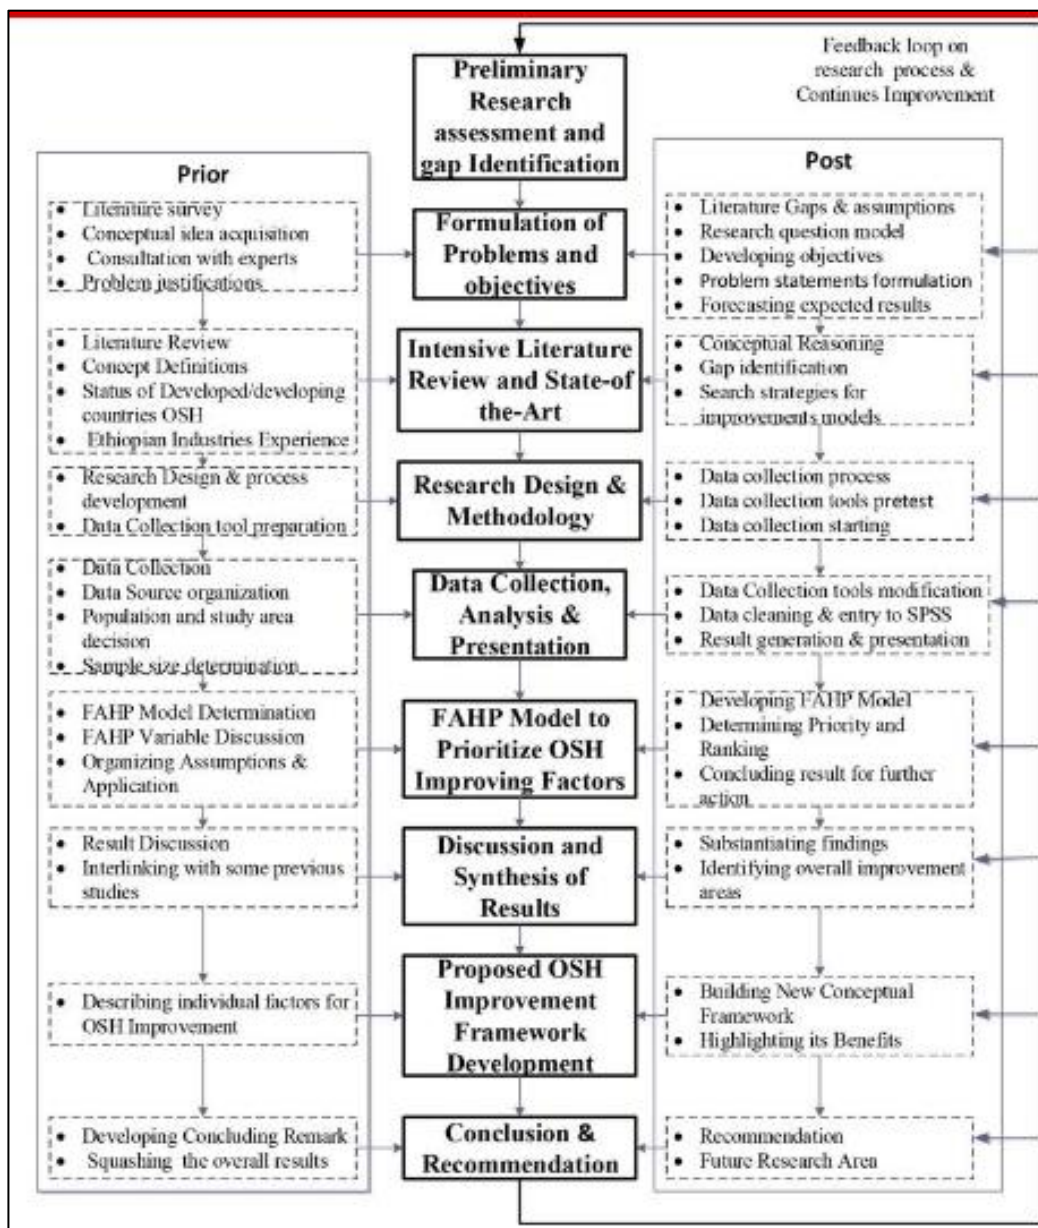 Feedback loop on
research process &
Continues Improvement
Preliminary
Research
assessment and
gap Identification
Prior
Post
• Literature survey
• Conceptual idea acquisition
• Consultation with experts
• Problem justifications
Formulation of
Problems and
objectives
• Literature Gaps & assumptions
• Research question model
• Developing objectives
• Problem statements formulation
• Forecasting expected results
• Literature Review
• Concept Definitions
• Status of Developed/developing
countries OSH
• Ethiopian Industries Experience
Intensive Literature
Review and State-of
the-Art
• Conceptual Reasoning
• Gap identification
• Search strategies for
improvements models
• Research Design & process
development
• Data Collection tool preparation
Research Design &
Methodology
• Data collection process
• Data collection tools pretest
• Data collection starting
• Data Collection
• Data Source organization
• Population and study area
decision
• Sample size determination
Data Collection,
Analysis &
Presentation
• Data Collection tools modification
• Data cleaning & entry to SPSS
• Result generation & presentation
• FAHP Model Determination
• FAHP Variable Discussion
• Organizing Assumptions &
Application
FAHP Model to
Prioritize OSH
Improving Factors
• Developing FAHP Model
• Determining Priority and
Ranking
• Concluding result for further
action
• Result Discussion
• Interlinking with some previous
studies
Discussion and
Synthesis of
Results
• Substantiating findings
• Identifying overall improvement
areas
• Describing individual factors for
OSH Improvement
Proposed OSH
Improvement
Framework
Development
• Building New Conceptual
Framework
• Highlighting its Benefits
• Developing Concluding Remark
• Squashing the overall results
Conclusion &
Recommendation
• Recommendation
• Future Research Area